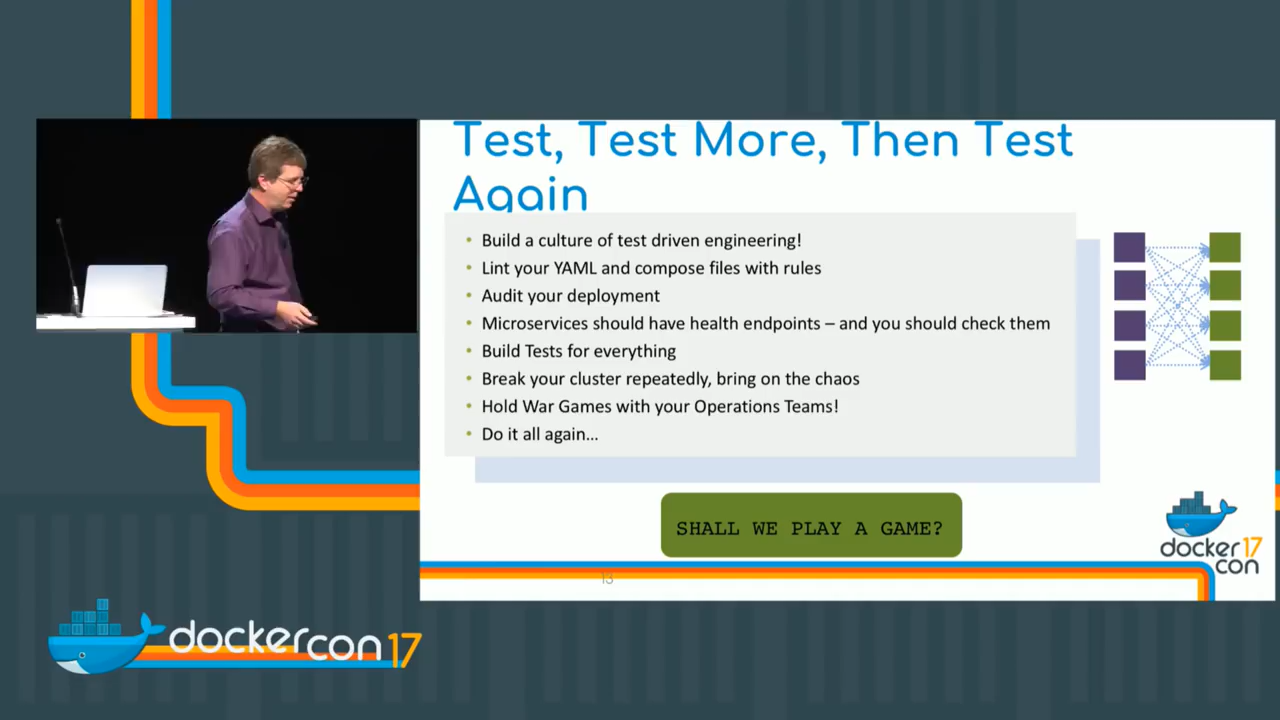 Test, Test More, Then Test
Again
• Build a culture of test driven engineering!
• Lint your YAML and compose files with rules
• Audit your deployment
• Microservices should have health endpoints – and you should check them
• Build Tests for everything
• Break your cluster repeatedly, bring on the chaos
• Hold War Games with your Operations Teams!
• Do it all again…
SHALL WE PLAY A GAME?
13
docker 17
con
dockercon 17